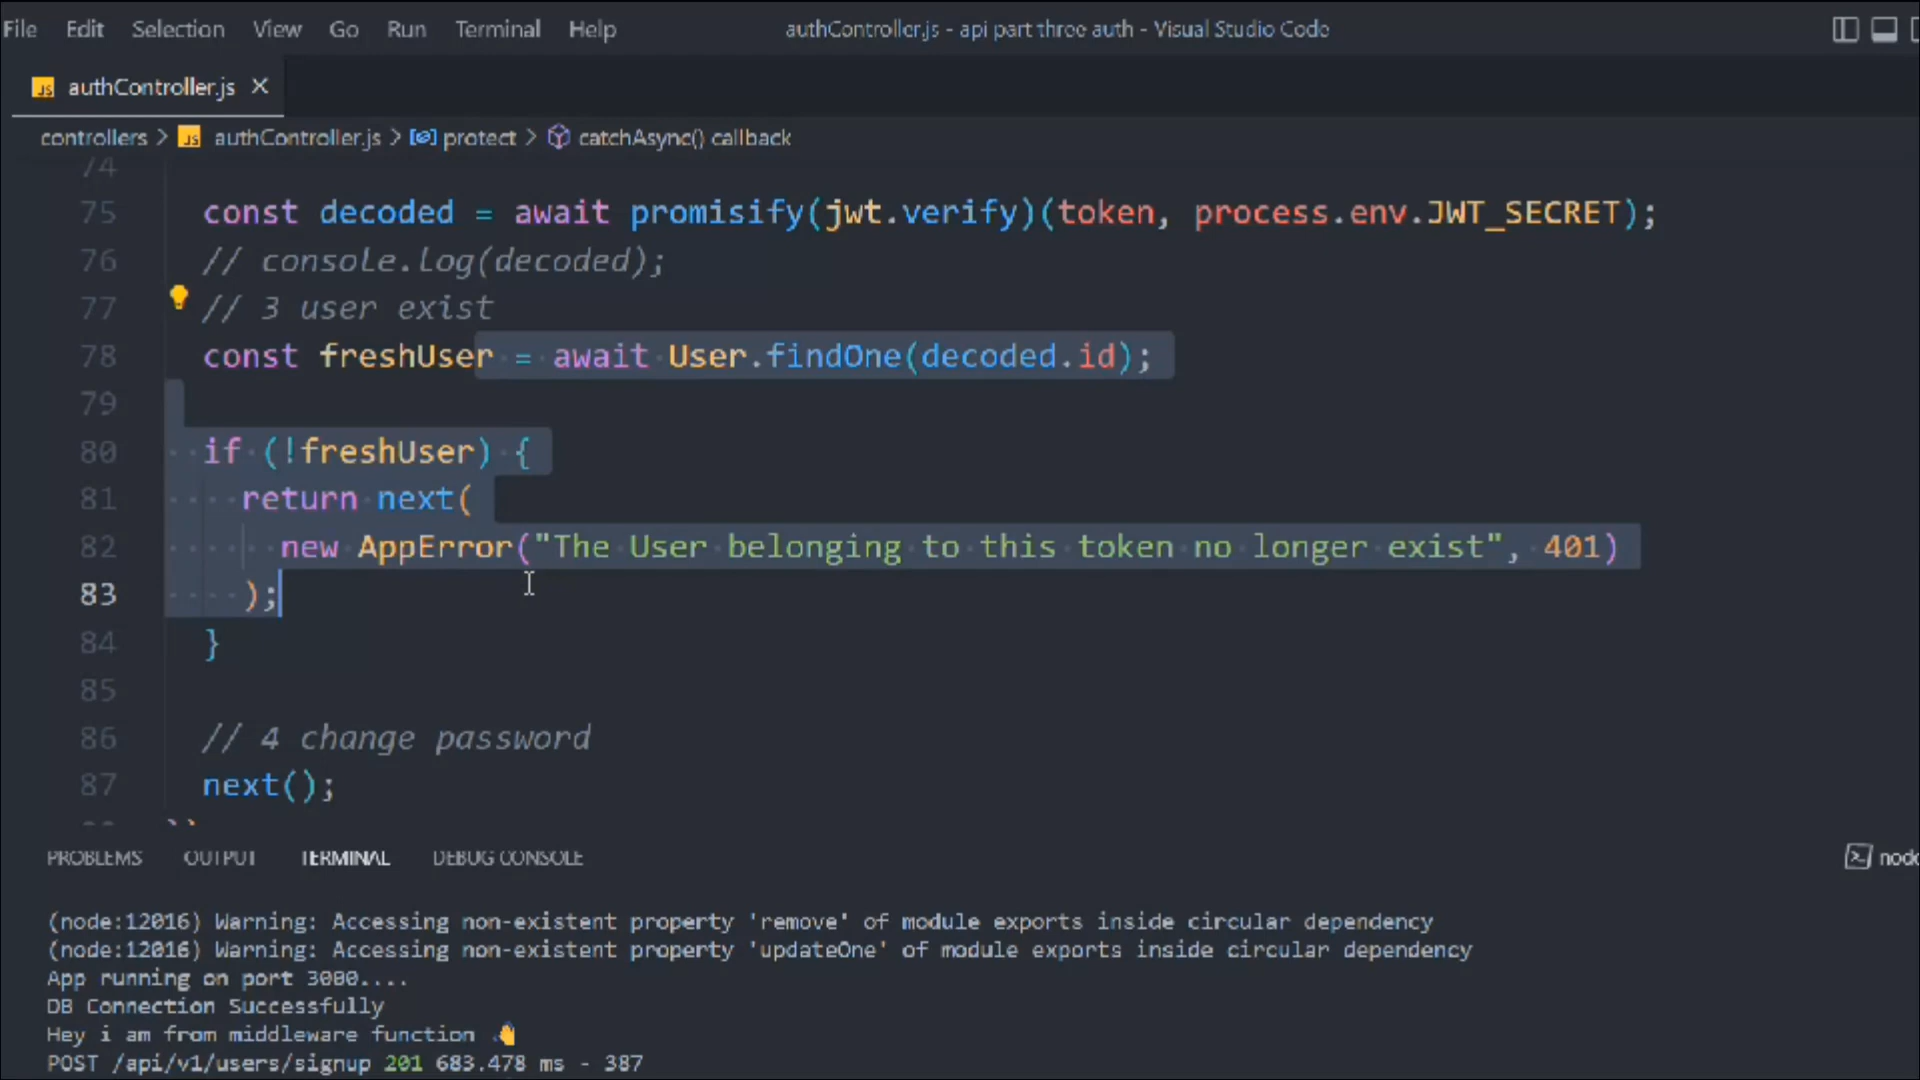 File Edit Selection View Go Run Terminal Help authController.js - api part three auth - Visual Studio Code
JS authController.js ×
controllers > JS authController.js > protect > catchAsync() callback
74
75 const decoded = await promisify(jwt.verify)(token, process.env.JWT_SECRET);
76 // console.log(decoded);
77 // 3 user exist
78 const freshUser = await User.findOne(decoded.id);
79
80 if (!freshUser) {
81 return next(
82 new AppError("The User belonging to this token no longer exist", 401)
83 );
84 }
85
86 // 4 change password
87 next();
PROBLEMS OUTPUT TERMINAL DEBUG CONSOLE node
(node:12016) Warning: Accessing non-existent property 'remove' of module exports inside circular dependency
(node:12016) Warning: Accessing non-existent property 'updateOne' of module exports inside circular dependency
App running on port 3000....
DB Connection Successfully
Hey i am from middleware function 👋
POST /api/v1/users/signup 201 683.478 ms - 387